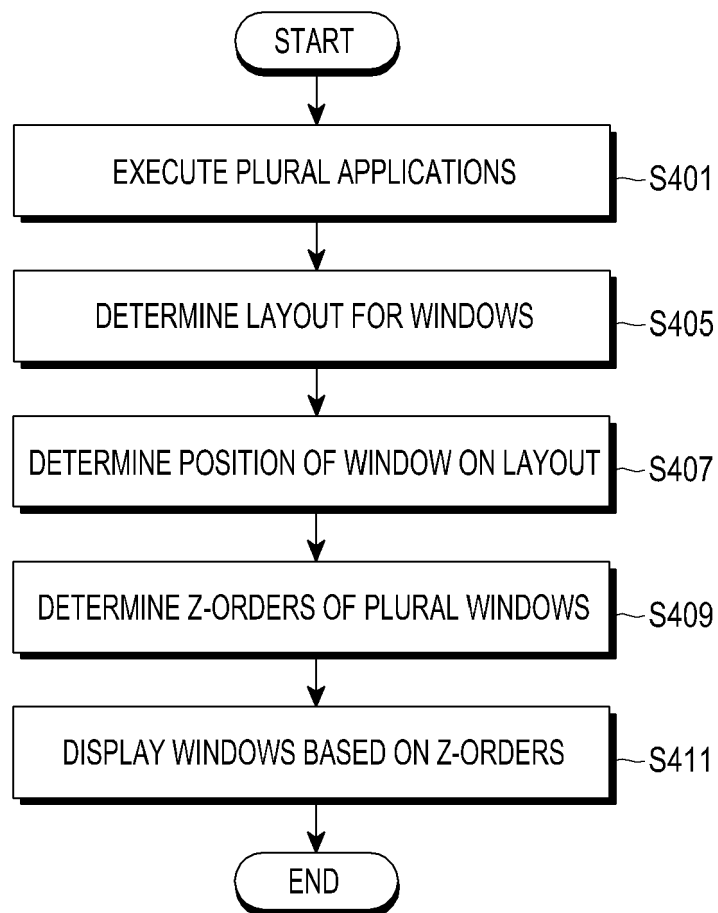 START
EXECUTE PLURAL APPLICATIONS
S401
DETERMINE LAYOUT FOR WINDOWS
S405
DETERMINE POSITION OF WINDOW ON LAYOUT
S407
DETERMINE Z-ORDERS OF PLURAL WINDOWS
S409
DISPLAY WINDOWS BASED ON Z-ORDERS
S411
END